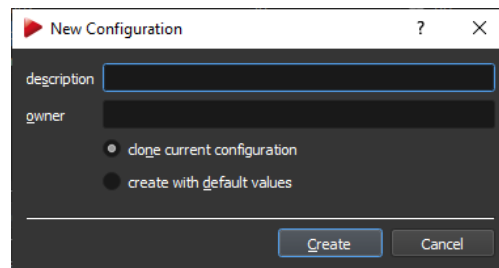 New Configuration ?
description
owner
clone current configuration
create with default values
Create Cancel